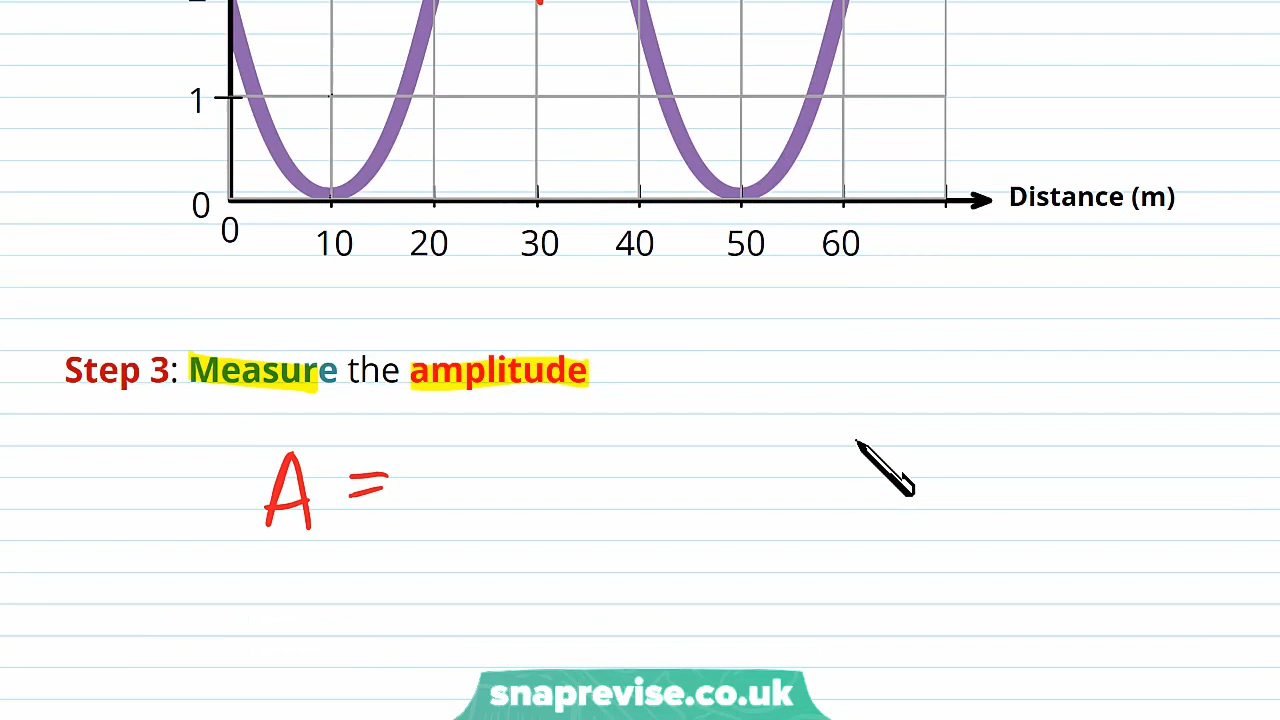 1
0
0 10 20 30 40 50 60
Distance (m)
Step 3: Measure the amplitude
A =
snaprevise.co.uk